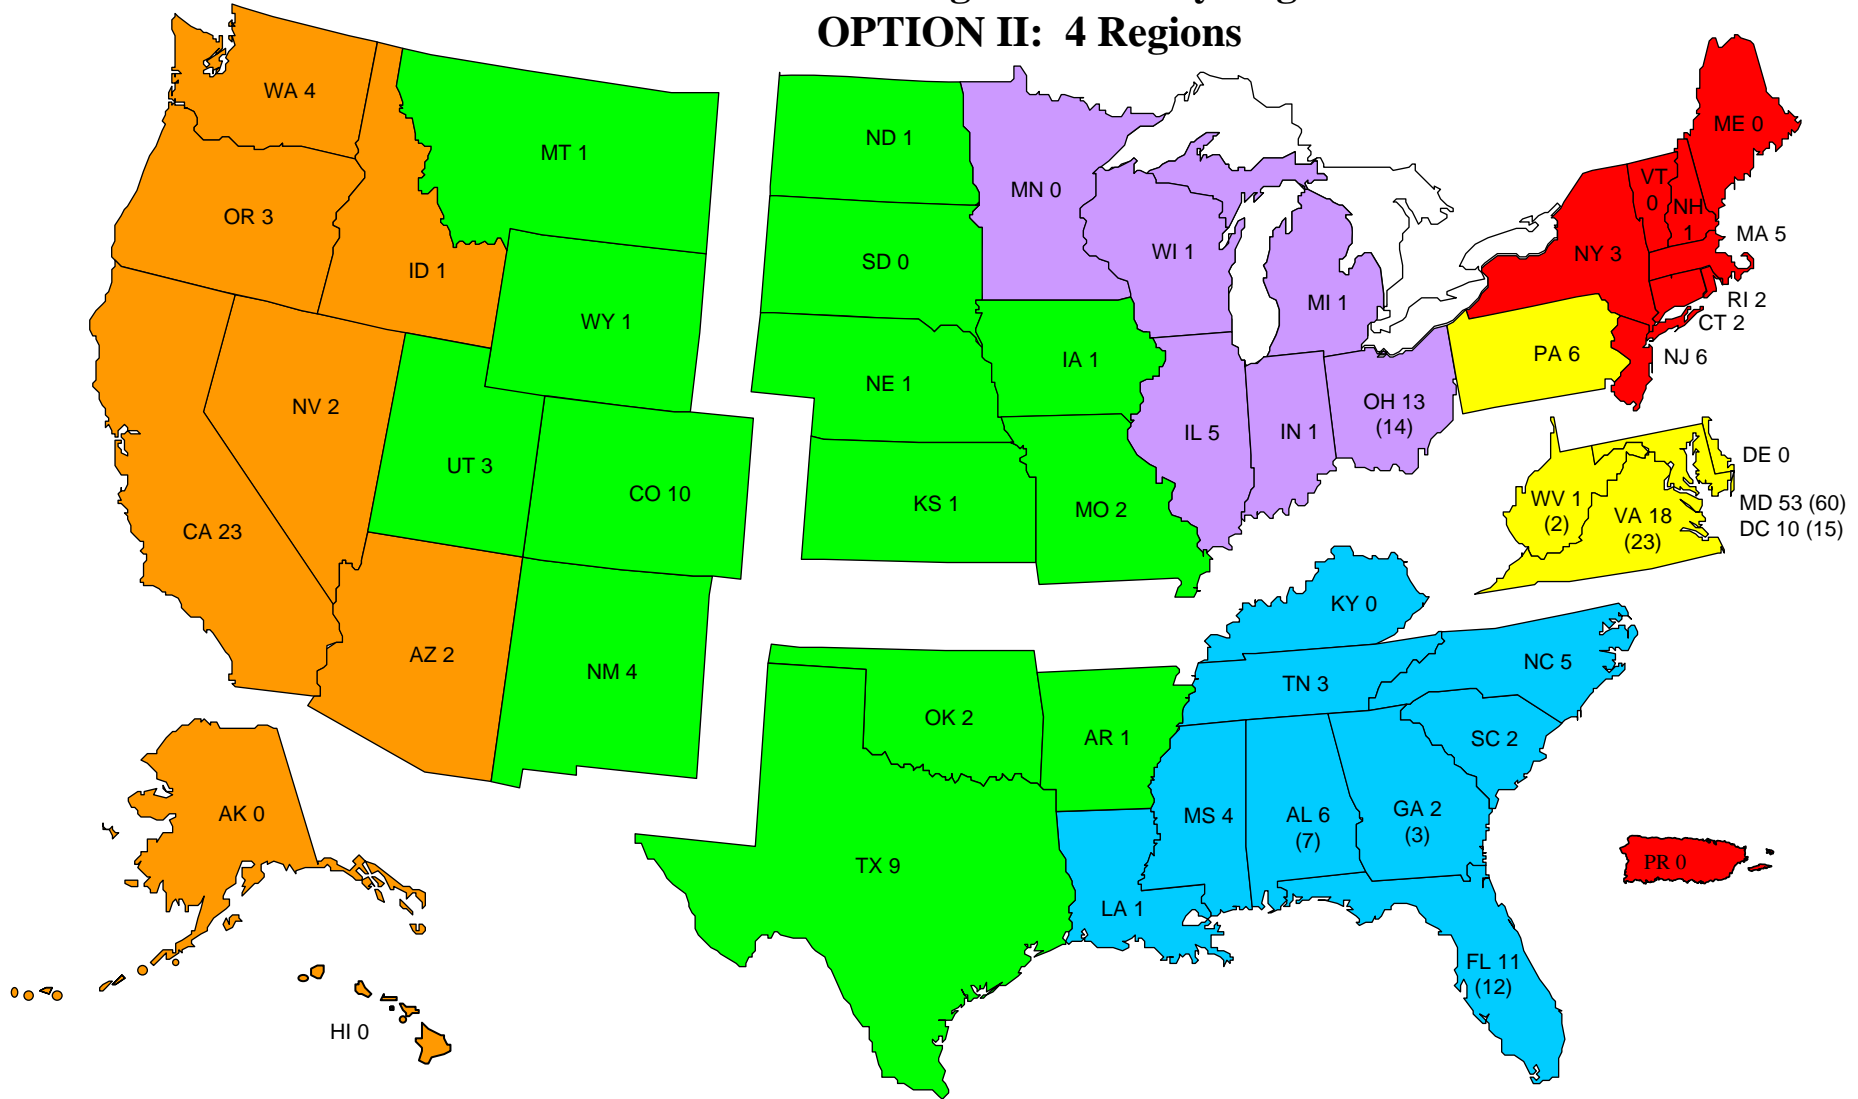 OPTION II: 4 Regions
WA 4
MT 1
ND 1
MN 0
ME 0
VT
0
NH
1
MA 5
OR 3
ID 1
SD 0
WI 1
MI 1
NY 3
RI 2
CT 2
WY 1
IA 1
PA 6
NJ 6
NV 2
NE 1
OH 13
(14)
IL 5
IN 1
UT 3
CO 10
KS 1
MO 2
DE 0
WV 1
(2)
VA 18
(23)
MD 53 (60)
DC 10 (15)
CA 23
KY 0
AZ 2
NM 4
TN 3
NC 5
OK 2
AR 1
SC 2
AK 0
MS 4
AL 6
(7)
GA 2
(3)
TX 9
PR 0
LA 1
FL 11
(12)
HI 0